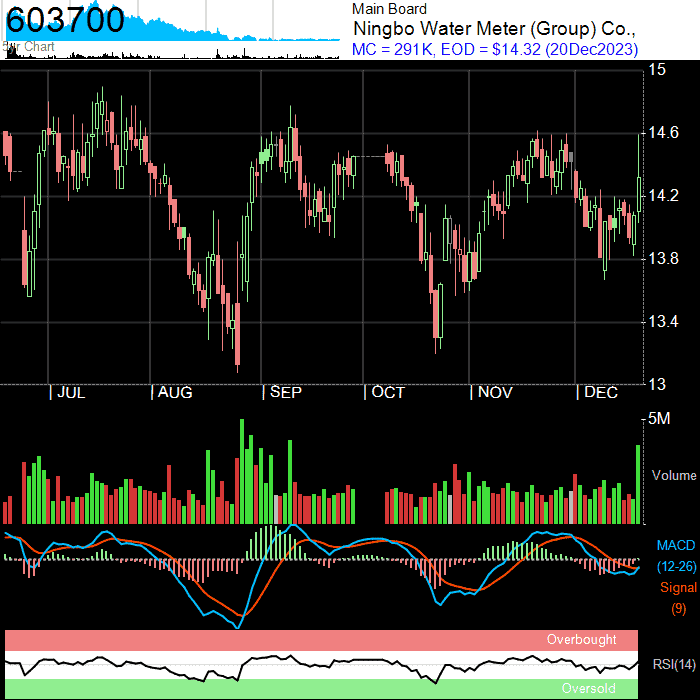 603700
5yr Chart
Main Board
Ningbo Water Meter (Group) Co.,
MC = 291K, EOD = $14.32 (20Dec2023)
15
14.6
14.2
13.8
13.4
13
JUL
AUG
SEP
OCT
NOV
DEC
5M
Volume
MACD
(12-26)
Signal
(9)
Overbought
RSI(14)
Oversold